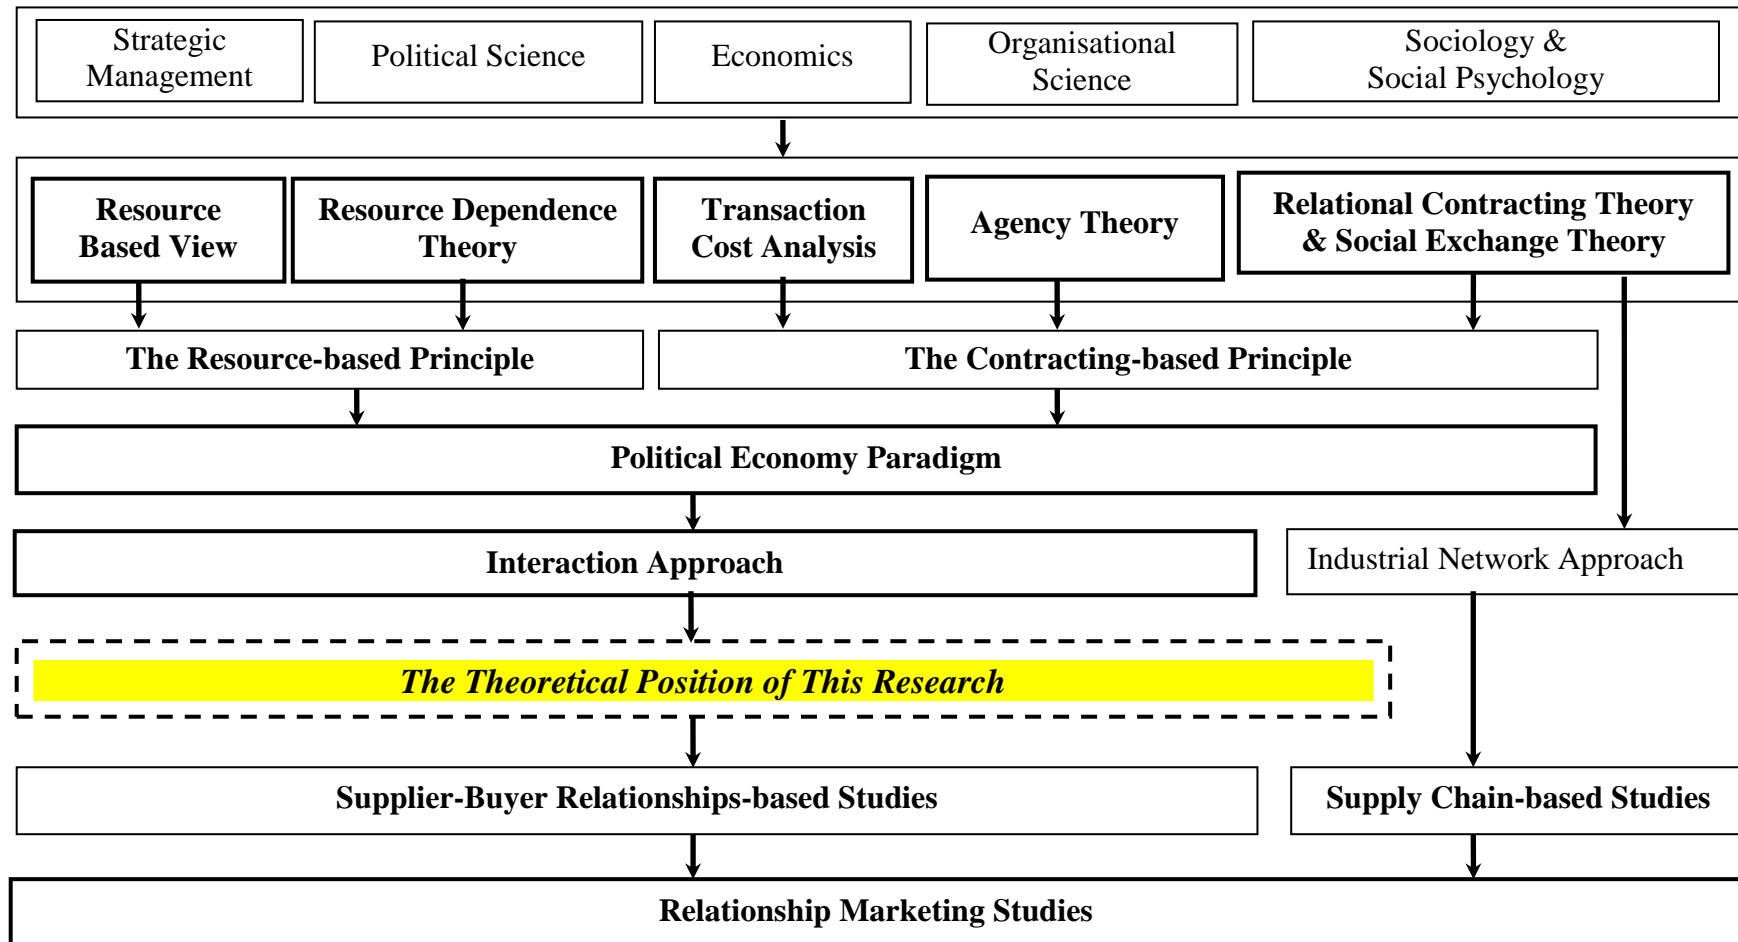 Strategic
Management
Political Science
Economics
Organisational
Science
Sociology &
Social Psychology
Resource
Based View
Resource Dependence
Theory
Transaction
Cost Analysis
Agency Theory
Relational Contracting Theory
& Social Exchange Theory
The Resource-based Principle
The Contracting-based Principle
Political Economy Paradigm
Interaction Approach
Industrial Network Approach
The Theoretical Position of This Research
Supplier-Buyer Relationships-based Studies
Supply Chain-based Studies
Relationship Marketing Studies